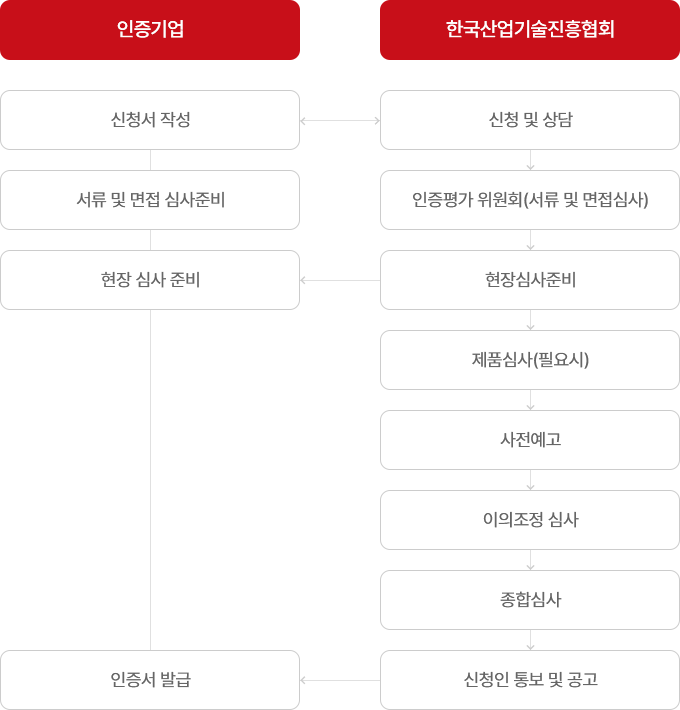 인증기업
한국산업기술진흥협회
신청서 작성
신청 및 상담
서류 및 면접 심사준비
인증평가 위원회(서류 및 면접심사)
현장 심사 준비
현장심사준비
제품심사(필요시)
사전예고
이의조정 심사
종합심사
인증서 발급
신청인 통보 및 공고